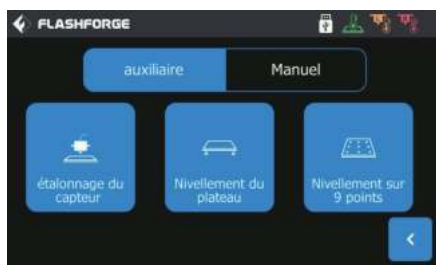 FLASHFORGE
auxiliaire
Manuel
étalonnage du
capteur
Nivellement du
plateau
Nivellement sur
9 points